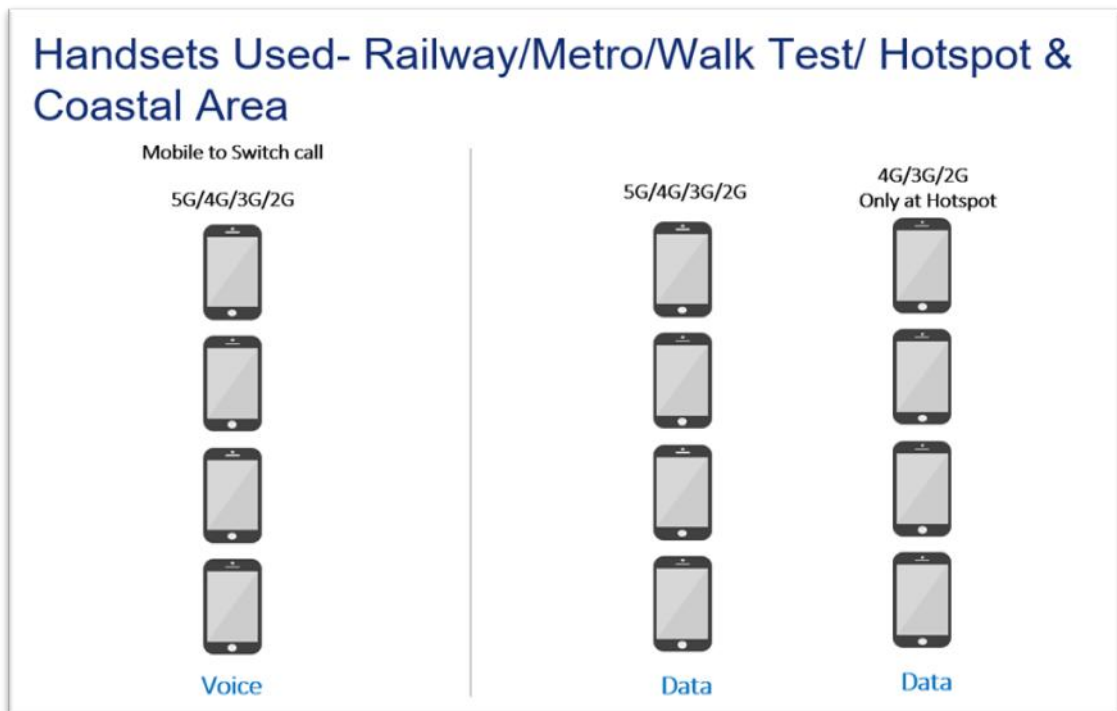 Handsets Used- Railway/Metro/Walk Test/ Hotspot &
Coastal Area
Mobile to Switch call
5G/4G/3G/2G
Voice
5G/4G/3G/2G
Data
4G/3G/2G
Only at Hotspot
Data